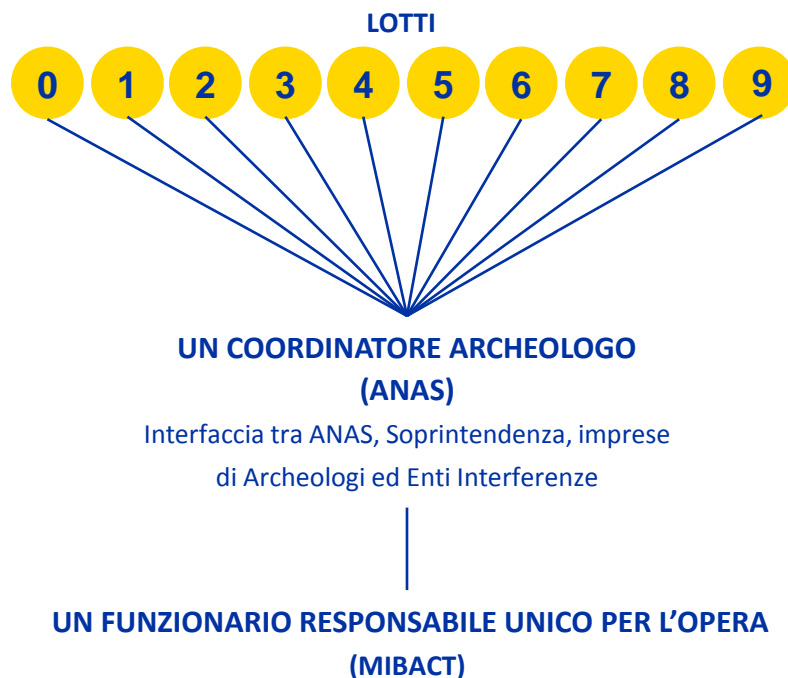 LOTTI
0 1 2 3 4 5 6 7 8 9
UN COORDINATORE ARCHEOLOGO
(ANAS)
Interfaccia tra ANAS, Soprintendenza, imprese
di Archeologi ed Enti Interferenze
UN FUNZIONARIO RESPONSABILE UNICO PER L’OPERA
(MIBACT)